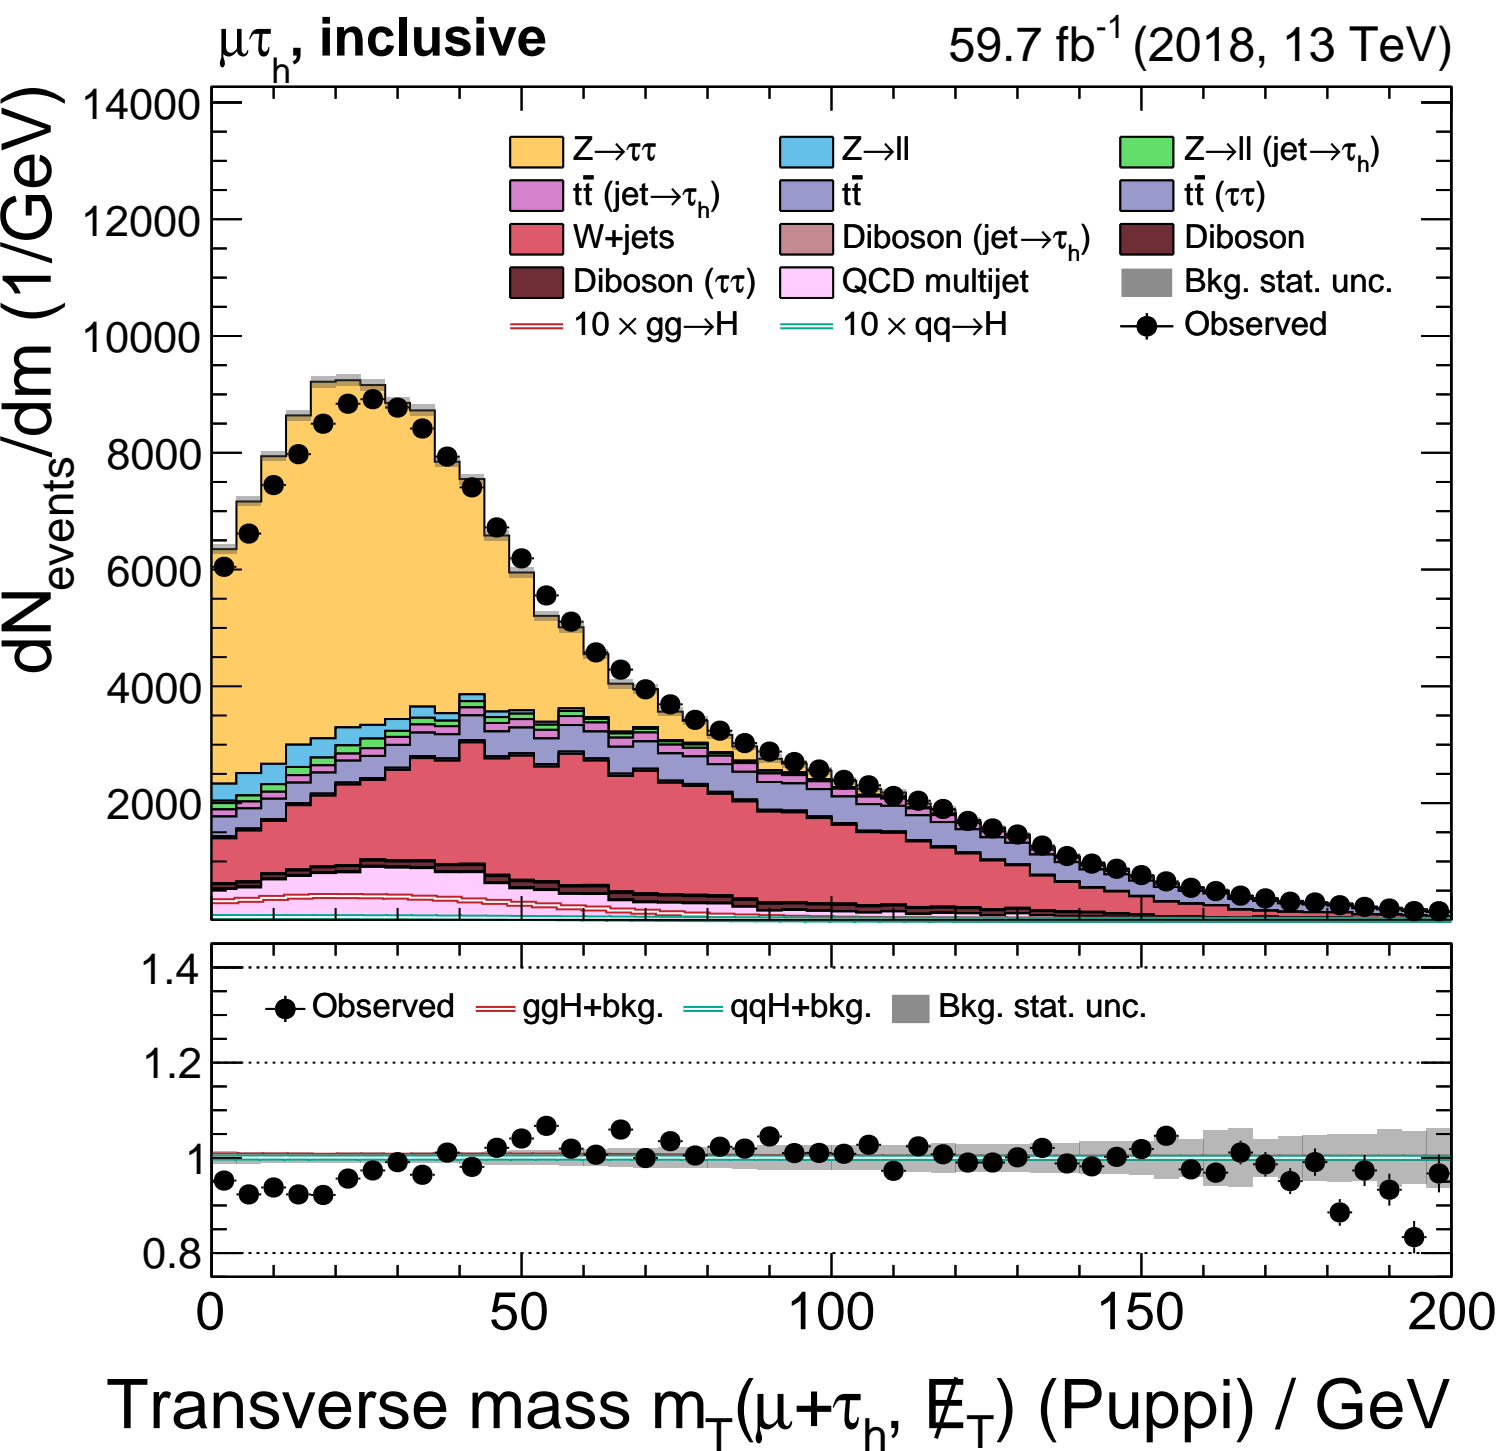 μτₕ, inclusive 59.7 fb⁻¹ (2018, 13 TeV)
dN_events/dm (1/GeV)
14000
12000
10000
8000
6000
4000
2000
Z→ττ Z→ll Z→ll (jet→τₕ)
tt̄ (jet→τₕ) tt̄ tt̄ (ττ)
W+jets Diboson (jet→τₕ) Diboson
Diboson (ττ) QCD multijet Bkg. stat. unc.
10 × gg→H 10 × qq→H Observed
1.4
1.2
1
0.8
Observed ggH+bkg. qqH+bkg. Bkg. stat. unc.
0 50 100 150 200
Transverse mass m_T(μ+τₕ, E̸_T) (Puppi) / GeV